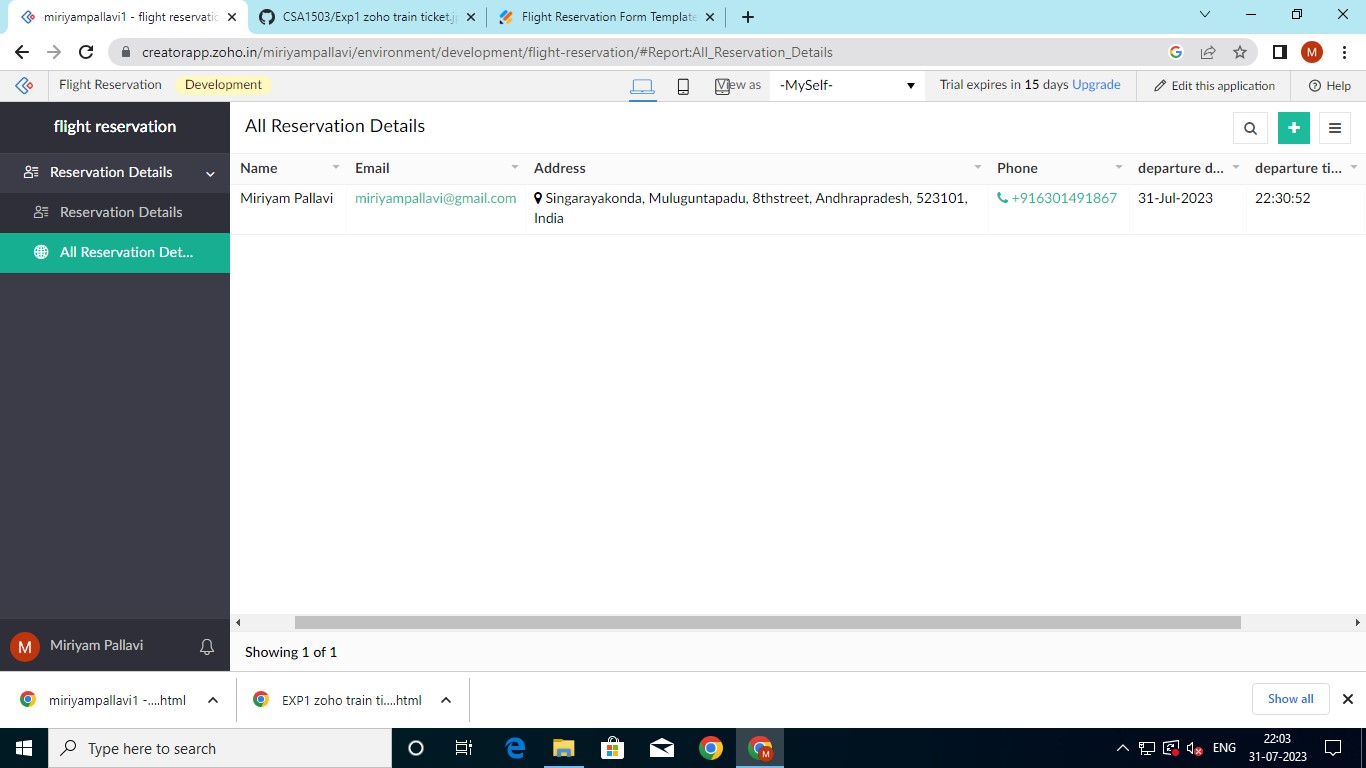 miriyampallavi1 - flight reservatic
CSA1503/Exp1 zoho train ticket.j
Flight Reservation Form Template
creatorapp.zoho.in/miriyampallavi/environment/development/flight-reservation/#Report:All_Reservation_Details
M
Flight Reservation
Development
View as
-MySelf-
Trial expires in 15 days Upgrade
Edit this application
Help
flight reservation
All Reservation Details
Reservation Details
Reservation Details
All Reservation Det...
Name Email Address Phone departure d... departure ti...
Miriyam Pallavi miriyampallavi@gmail.com Singarayakonda, Muluguntapadu, 8thstreet, Andhrapradesh, 523101, +916301491867 31-Jul-2023 22:30:52
India
M Miriyam Pallavi
Showing 1 of 1
miriyampallavi1 -....html
EXP1 zoho train ti....html
Show all
Type here to search
M
ENG
22:03
31-07-2023